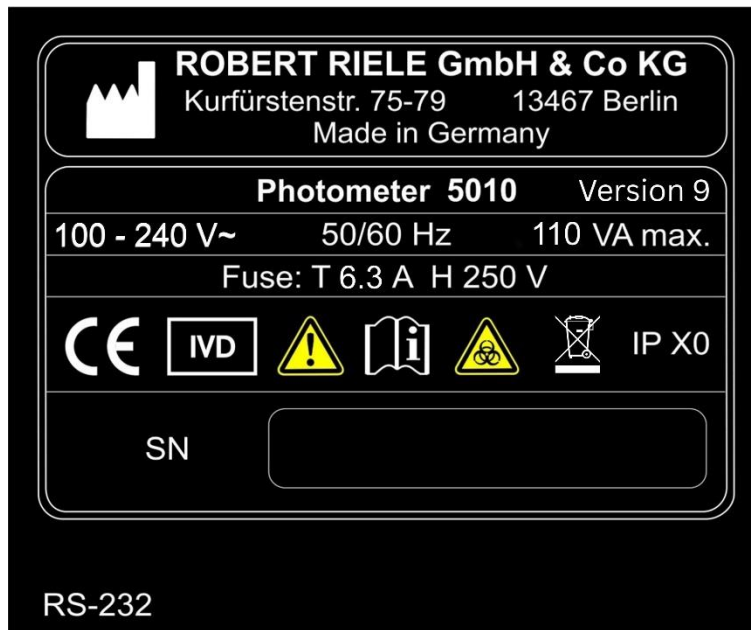 ROBERT RIELE GmbH & Co KG
Kurfürstenstr. 75-79 13467 Berlin
Made in Germany
Photometer 5010 Version 9
100 - 240 V~ 50/60 Hz 110 VA max.
Fuse: T 6.3 A H 250 V
CE IVD ! i IP X0
SN
RS-232